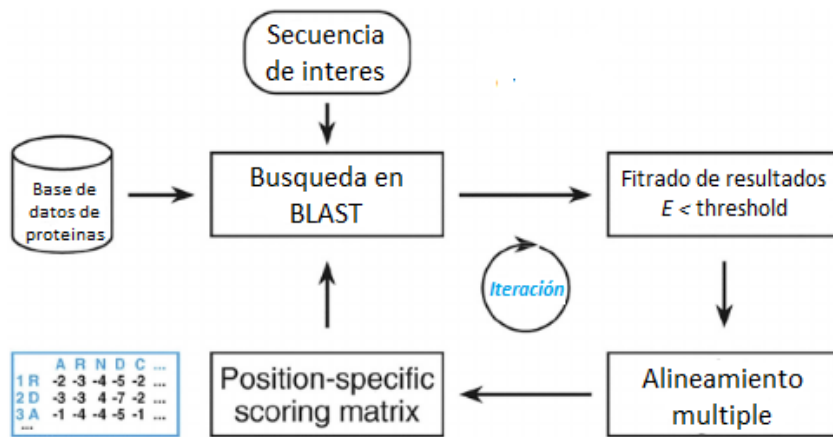 Secuencia
de interes
Base de
datos de
proteinas
Busqueda en
BLAST
Fitrado de resultados
E < threshold
Iteración
A R N D C ...
1 R -2 -3 -4 -5 -2 ...
2 D -3 -3 4 -7 -2 ...
3 A -1 -4 -4 -5 -1 ...
...
Position-specific
scoring matrix
Alineamiento
multiple